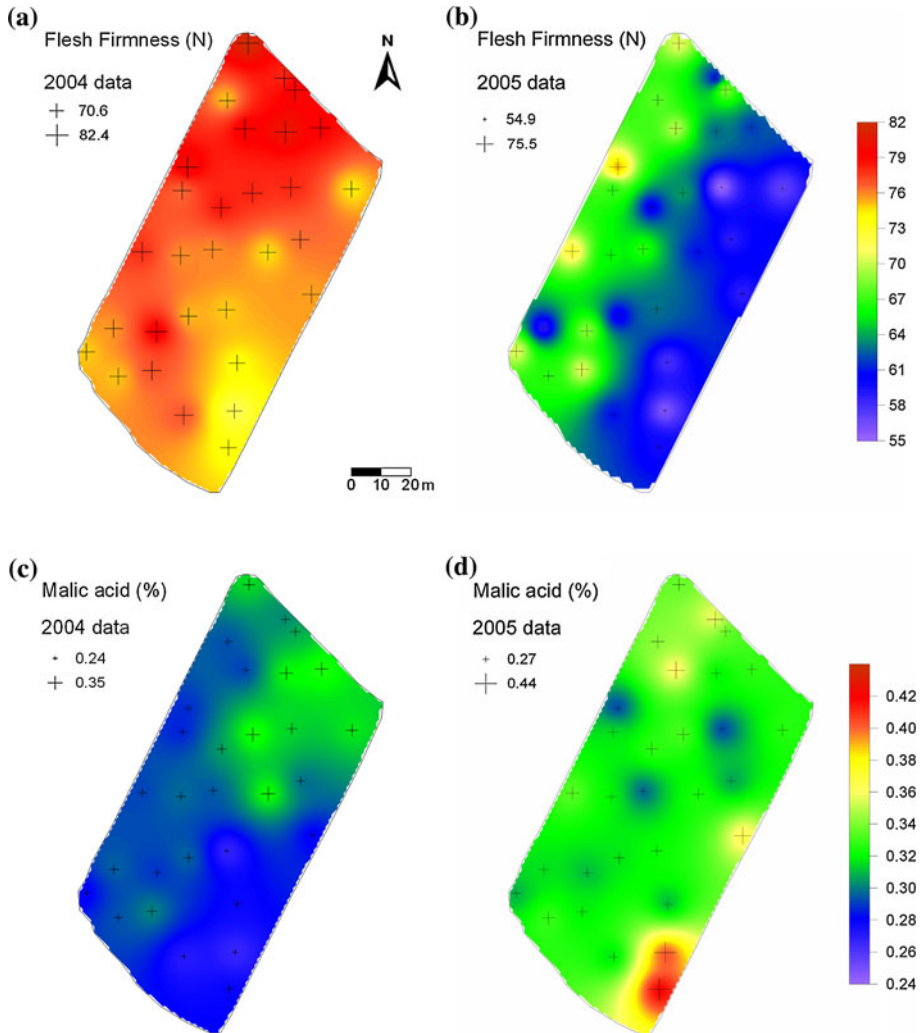 (a)
Flesh Firmness (N)
2004 data
70.6
82.4
N
0 10 20 m
(b)
Flesh Firmness (N)
2005 data
54.9
75.5
82
79
76
73
70
67
64
61
58
55
(c)
Malic acid (%)
2004 data
0.24
0.35
(d)
Malic acid (%)
2005 data
0.27
0.44
0.42
0.40
0.38
0.36
0.34
0.32
0.30
0.28
0.26
0.24